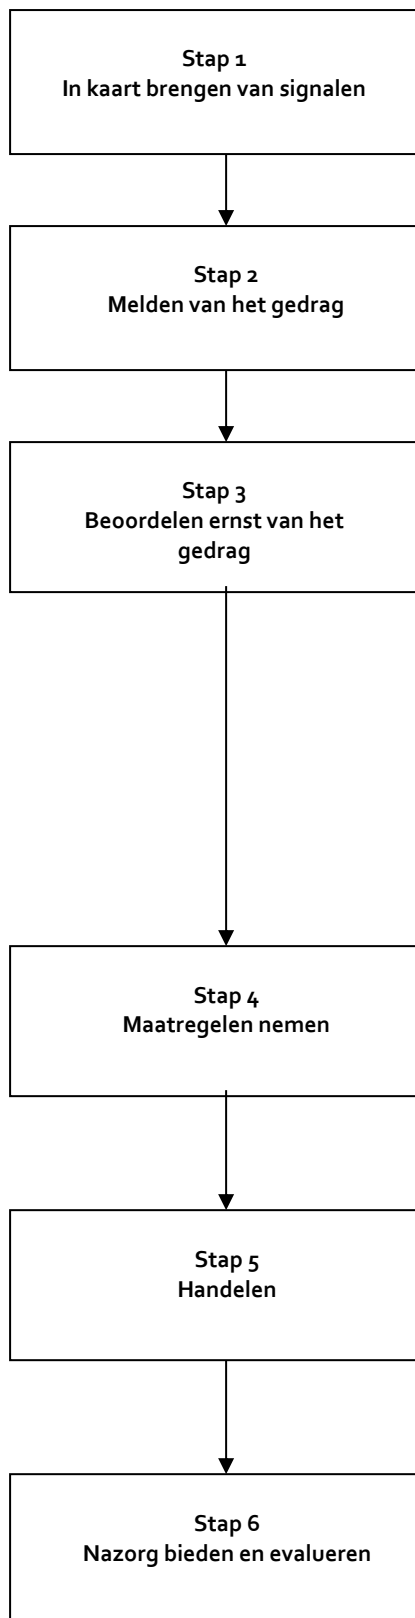 Stap 1
In kaart brengen van signalen
Stap 2
Melden van het gedrag
Stap 3
Beoordelen ernst van het
gedrag
Stap 4
Maatregelen nemen
Stap 5
Handelen
Stap 6
Nazorg bieden en evalueren